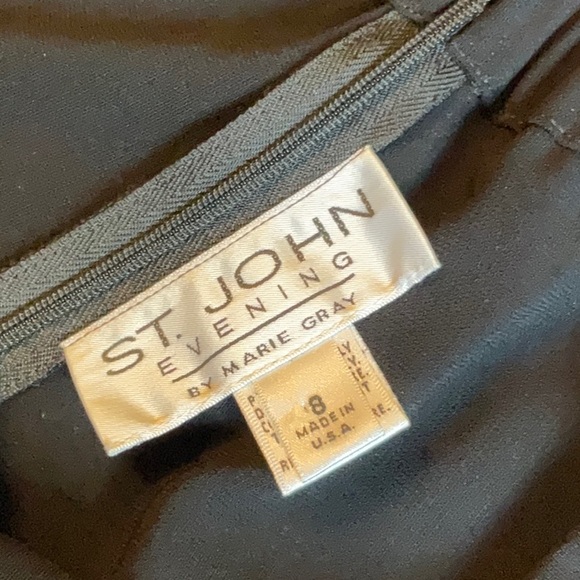 ST. JOHN
EVENING
BY MARIE GRAY
8
MADE IN
U.S.A.